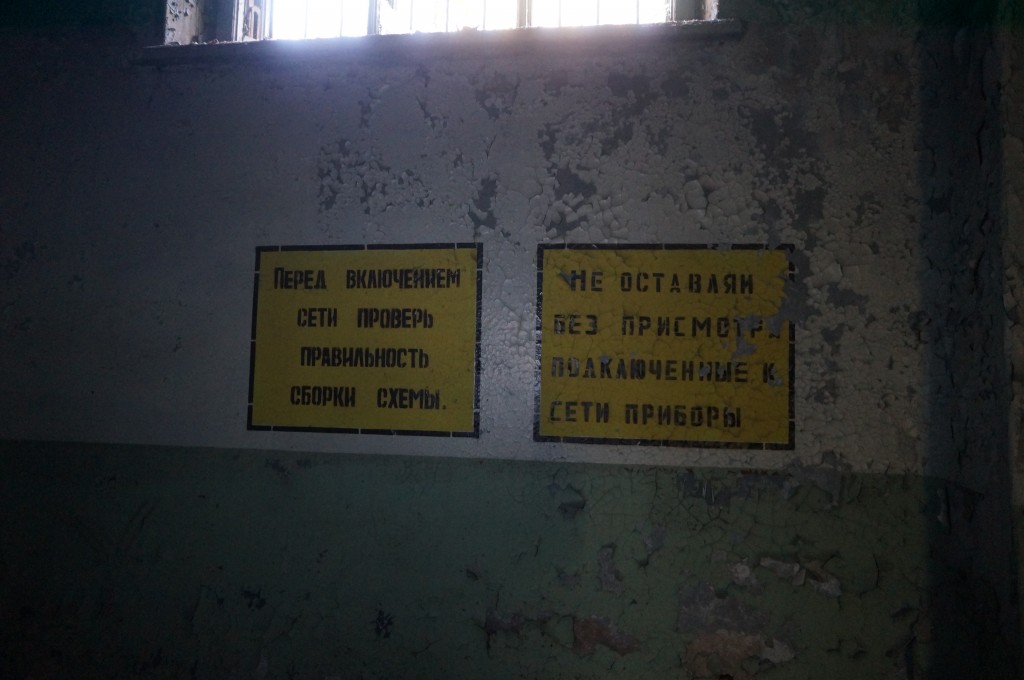 Перед включением
сети проверь
правильность
сборки схемы.
Не оставляй
без присмотра
подключенные к
сети приборы